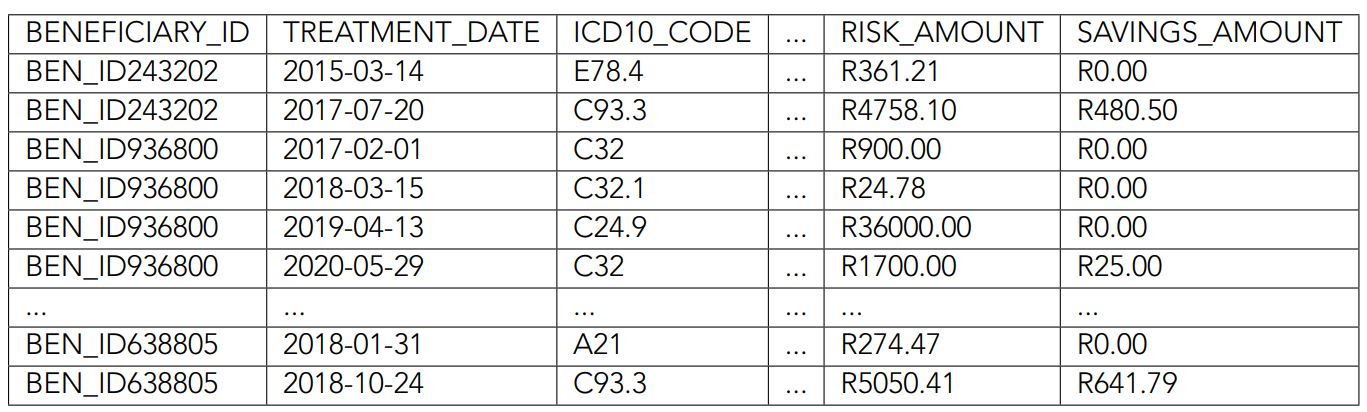 BENEFICIARY_ID TREATMENT_DATE ICD10_CODE ... RISK_AMOUNT SAVINGS_AMOUNT
BEN_ID243202 2015-03-14 E78.4 ... R361.21 R0.00
BEN_ID243202 2017-07-20 C93.3 ... R4758.10 R480.50
BEN_ID936800 2017-02-01 C32 ... R900.00 R0.00
BEN_ID936800 2018-03-15 C32.1 ... R24.78 R0.00
BEN_ID936800 2019-04-13 C24.9 ... R36000.00 R0.00
BEN_ID936800 2020-05-29 C32 ... R1700.00 R25.00
... ... ... ... ... ...
BEN_ID638805 2018-01-31 A21 ... R274.47 R0.00
BEN_ID638805 2018-10-24 C93.3 ... R5050.41 R641.79